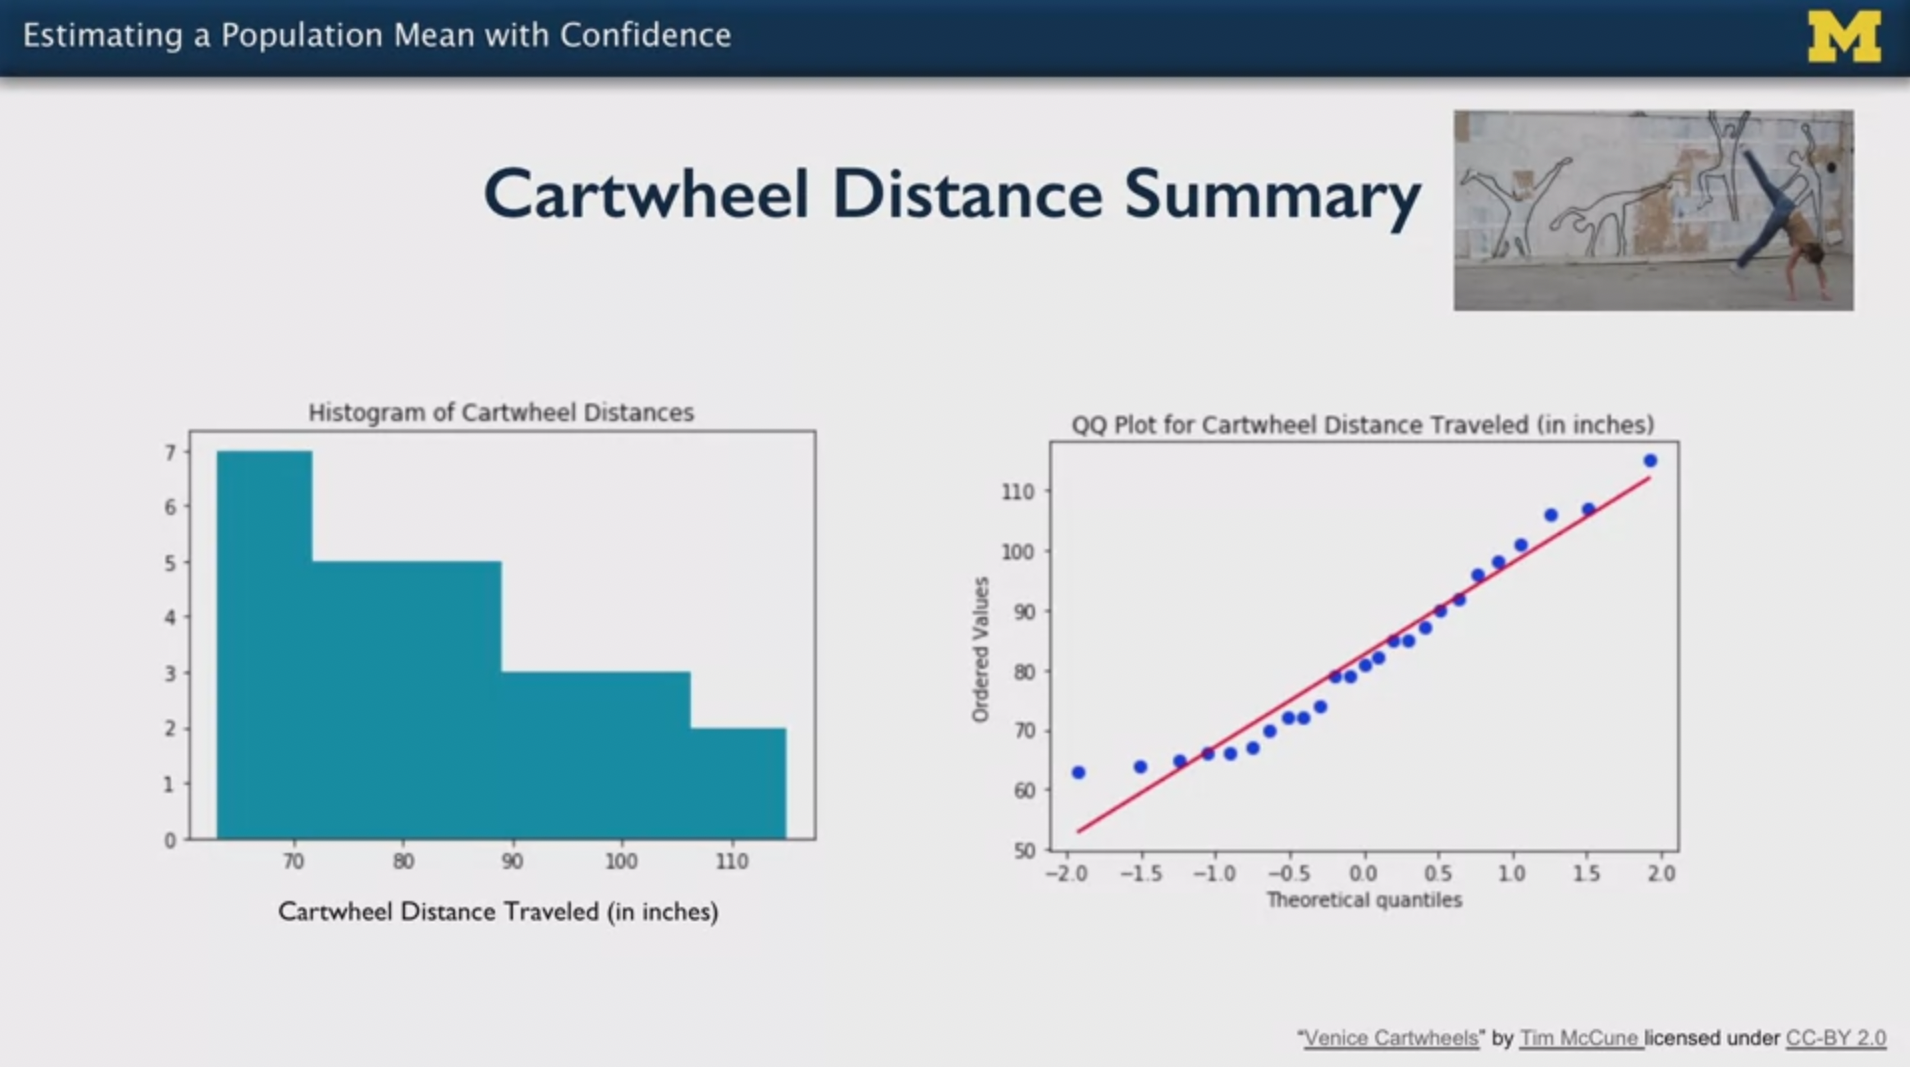 Estimating a Population Mean with Confidence
M
Cartwheel Distance Summary
Histogram of Cartwheel Distances
7
6
5
4
3
2
1
0
70 80 90 100 110
Cartwheel Distance Traveled (in inches)
QQ Plot for Cartwheel Distance Traveled (in inches)
Ordered Values
110
100
90
80
70
60
50
−2.0 −1.5 −1.0 −0.5 0.0 0.5 1.0 1.5 2.0
Theoretical quantiles
“Venice Cartwheels” by Tim McCune licensed under CC-BY 2.0